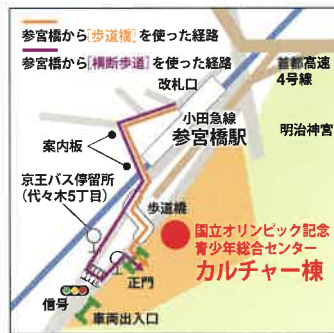 参宮橋から[歩道橋]を使った経路
参宮橋から[横断歩道]を使った経路
改札口
首都高速
4号線
小田急線
参宮橋駅
明治神宮
案内板
京王バス停留所
(代々木5丁目)
歩道橋
国立オリンピック記念
青少年総合センター
カルチャー棟
正門
信号
車両出入口